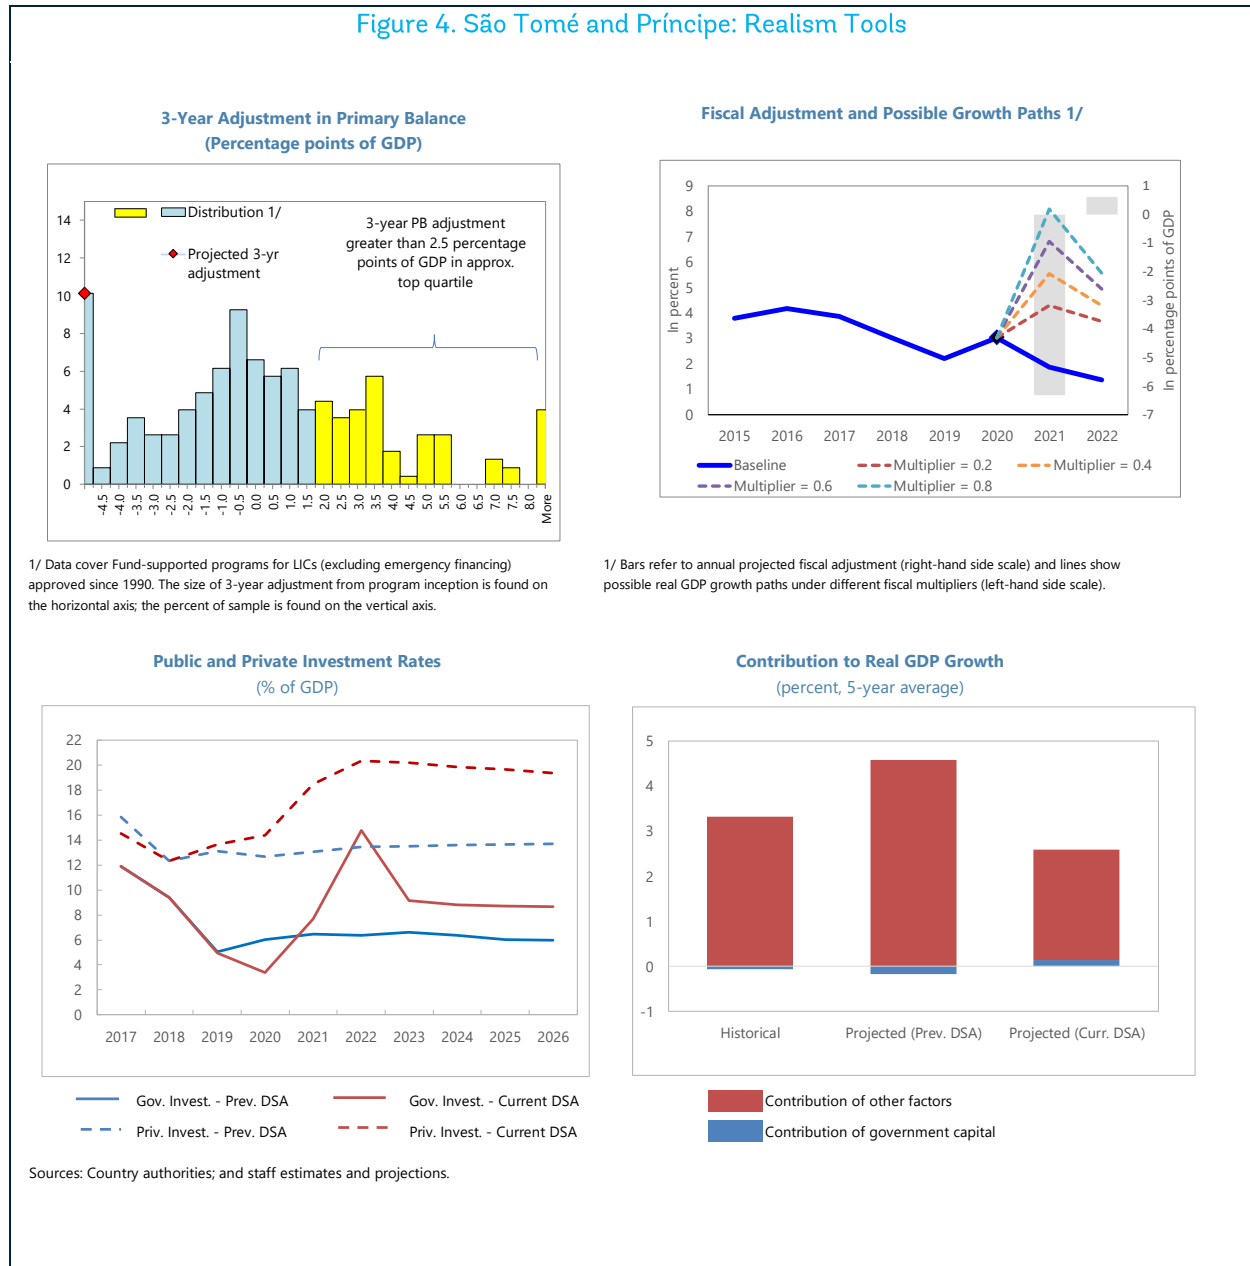 Figure 4. São Tomé and Príncipe: Realism Tools
3-Year Adjustment in Primary Balance
(Percentage points of GDP)
14
12
10
8
6
4
2
0
Distribution 1/
Projected 3-yr
adjustment
3-year PB adjustment
greater than 2.5 percentage
points of GDP in approx.
top quartile
-4.5
-4.0
-3.5
-3.0
-2.5
-2.0
-1.5
-1.0
-0.5
0.0
0.5
1.0
1.5
2.0
2.5
3.0
3.5
4.0
4.5
5.0
5.5
6.0
6.5
7.0
7.5
8.0
More
1/ Data cover Fund-supported programs for LICs (excluding emergency financing)
approved since 1990. The size of 3-year adjustment from program inception is found on
the horizontal axis; the percent of sample is found on the vertical axis.
Fiscal Adjustment and Possible Growth Paths 1/
In percent
9
8
7
6
5
4
3
2
1
0
1
0
-1
-2
-3
-4
-5
-6
-7
In percentage points of GDP
2015 2016 2017 2018 2019 2020 2021 2022
Baseline Multiplier = 0.2 Multiplier = 0.4
Multiplier = 0.6 Multiplier = 0.8
1/ Bars refer to annual projected fiscal adjustment (right-hand side scale) and lines show
possible real GDP growth paths under different fiscal multipliers (left-hand side scale).
Public and Private Investment Rates
(% of GDP)
22
20
18
16
14
12
10
8
6
4
2
0
2017 2018 2019 2020 2021 2022 2023 2024 2025 2026
Gov. Invest. - Prev. DSA Gov. Invest. - Current DSA
Priv. Invest. - Prev. DSA Priv. Invest. - Current DSA
Contribution to Real GDP Growth
(percent, 5-year average)
5
4
3
2
1
0
-1
Historical Projected (Prev. DSA) Projected (Curr. DSA)
Contribution of other factors
Contribution of government capital
Sources: Country authorities; and staff estimates and projections.